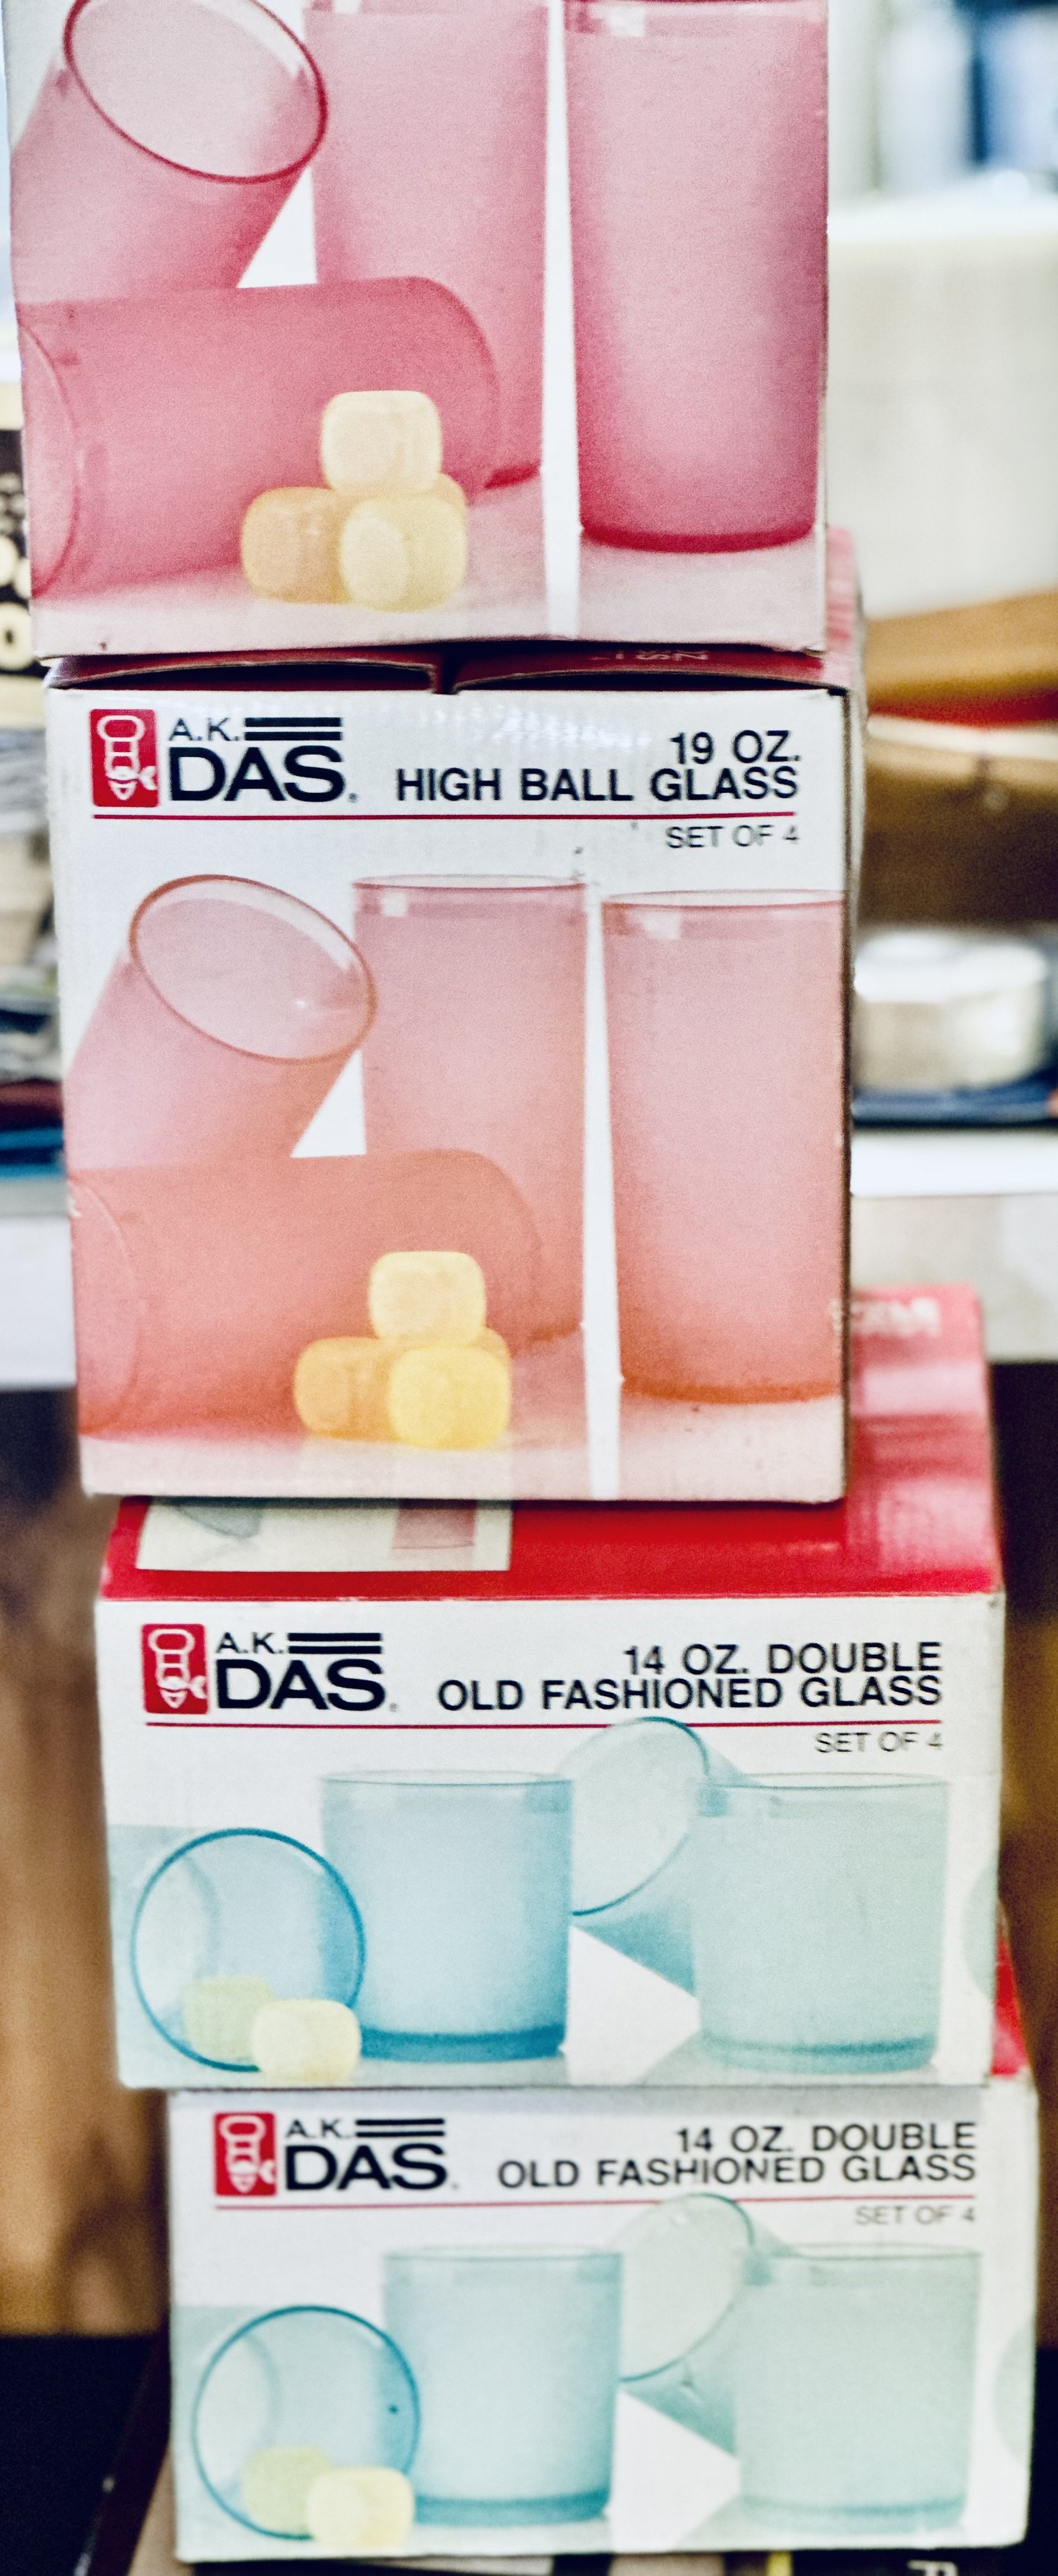 A.K.
DAS®
19 OZ.
HIGH BALL GLASS
SET OF 4
A.K.
DAS®
14 OZ. DOUBLE
OLD FASHIONED GLASS
SET OF 4
A.K.
DAS®
14 OZ. DOUBLE
OLD FASHIONED GLASS
SET OF 4